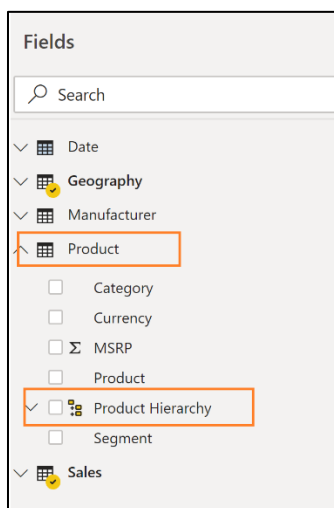 Fields
Search
Date
Geography
Manufacturer
Product
Category
Currency
Σ MSRP
Product
Product Hierarchy
Segment
Sales